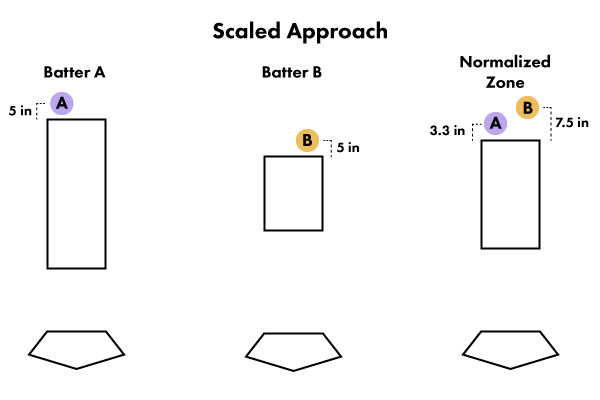 Scaled Approach
Batter A
A
5 in
Batter B
B
5 in
Normalized
Zone
B
A
3.3 in
7.5 in